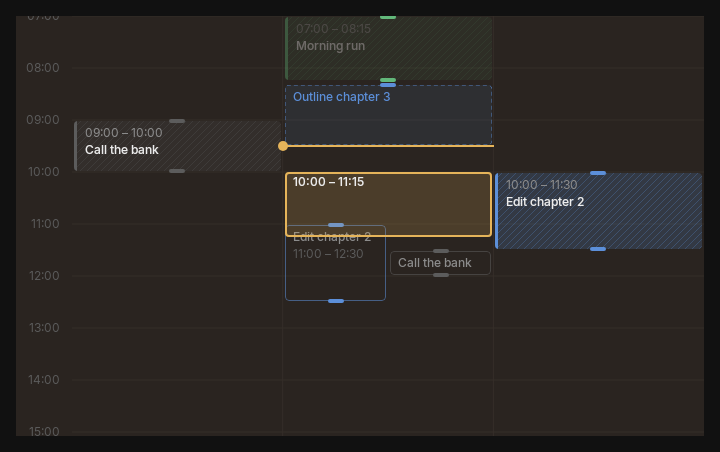 07:00
08:00
09:00
10:00
11:00
12:00
13:00
14:00
15:00
09:00 – 10:00
Call the bank
07:00 – 08:15
Morning run
Outline chapter 3
10:00 – 11:15
Edit chapter 2
11:00 – 12:30
Call the bank
10:00 – 11:30
Edit chapter 2